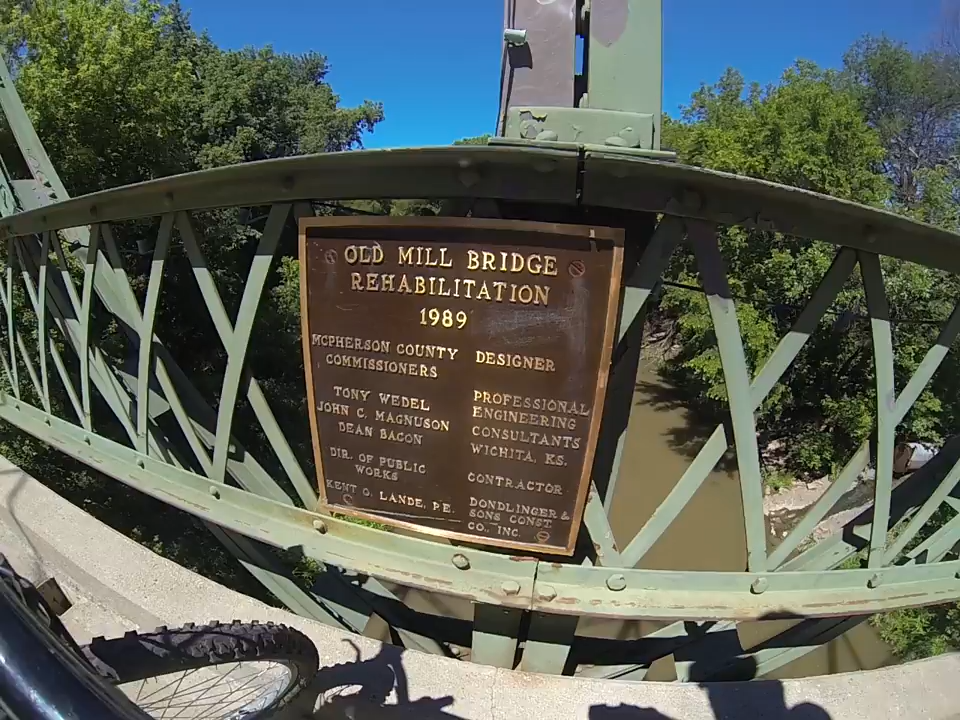 OLD MILL BRIDGE
REHABILITATION
1989
MCPHERSON COUNTY
COMMISSIONERS
TONY WEDEL
JOHN C. MAGNUSON
DEAN BACON
DIR. OF PUBLIC
WORKS
KENT O. LANDE, P.E.
DESIGNER
PROFESSIONAL
ENGINEERING
CONSULTANTS
WICHITA, KS.
CONTRACTOR
DONDLINGER &
SONS CONST.
CO., INC.